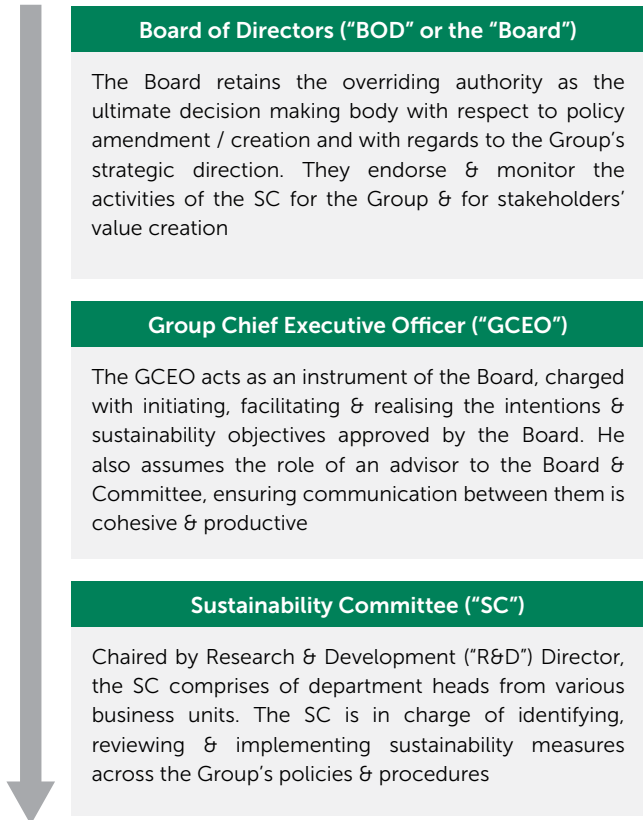 Board of Directors (“BOD” or the “Board”)
The Board retains the overriding authority as the
ultimate decision making body with respect to policy
amendment / creation and with regards to the Group’s
strategic direction. They endorse & monitor the
activities of the SC for the Group & for stakeholders’
value creation
Group Chief Executive Officer (“GCEO”)
The GCEO acts as an instrument of the Board, charged
with initiating, facilitating & realising the intentions &
sustainability objectives approved by the Board. He
also assumes the role of an advisor to the Board &
Committee, ensuring communication between them is
cohesive & productive
Sustainability Committee (“SC”)
Chaired by Research & Development (“R&D”) Director,
the SC comprises of department heads from various
business units. The SC is in charge of identifying,
reviewing & implementing sustainability measures
across the Group’s policies & procedures